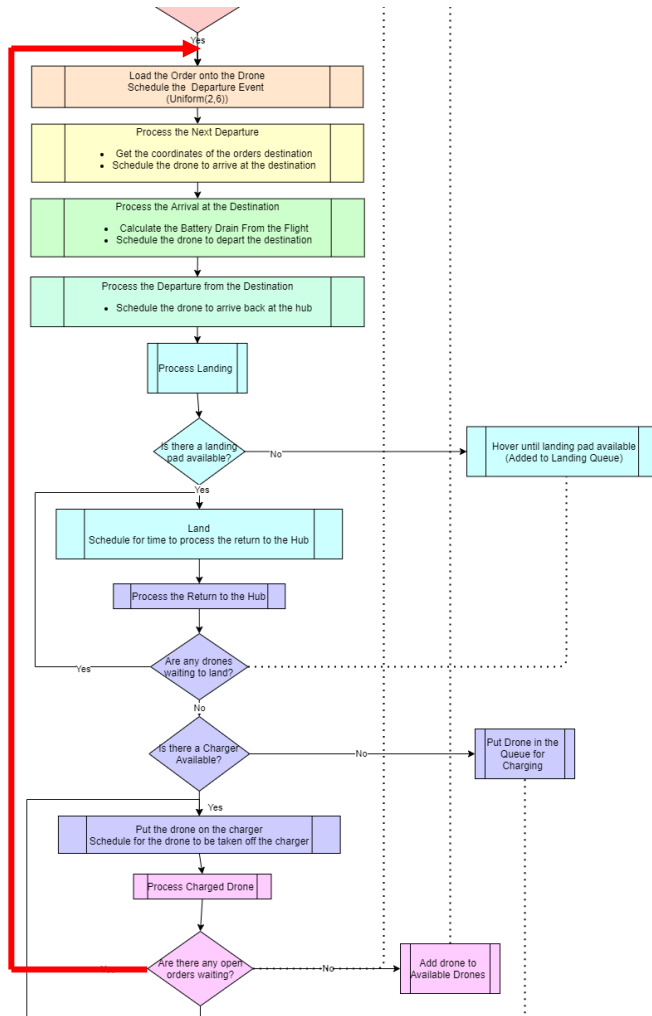 Yes
Load the Order onto the Drone
Schedule the Departure Event
(Uniform(2,6))
Process the Next Departure
• Get the coordinates of the orders destination
• Schedule the drone to arrive at the destination
Process the Arrival at the Destination
• Calculate the Battery Drain From the Flight
• Schedule the drone to depart the destination
Process the Departure from the Destination
• Schedule the drone to arrive back at the hub
Process Landing
Is there a landing
pad available?
No
Hover until landing pad available
(Added to Landing Queue)
Yes
Land
Schedule for time to process the return to the Hub
Process the Return to the Hub
Are any drones
waiting to land?
Yes
No
Is there a Charger
Available?
No
Put Drone in the
Queue for
Charging
Yes
Put the drone on the charger
Schedule for the drone to be taken off the charger
Process Charged Drone
Are there any open
orders waiting?
No
Add drone to
Available Drones